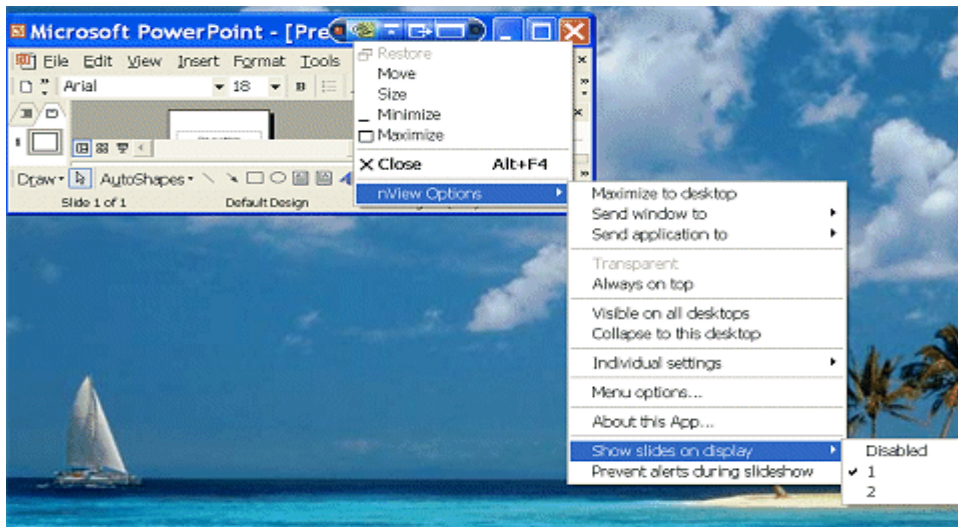 Microsoft PowerPoint - [Pre
File Edit View Insert Format Tools
Arial 18 B
1
Draw AutoShapes
Slide 1 of 1 Default Design
Restore
Move
Size
Minimize
Maximize
Close Alt+F4
nView Options
Maximize to desktop
Send window to
Send application to
Transparent
Always on top
Visible on all desktops
Collapse to this desktop
Individual settings
Menu options...
About this App...
Show slides on display
Prevent alerts during slideshow
Disabled
1
2